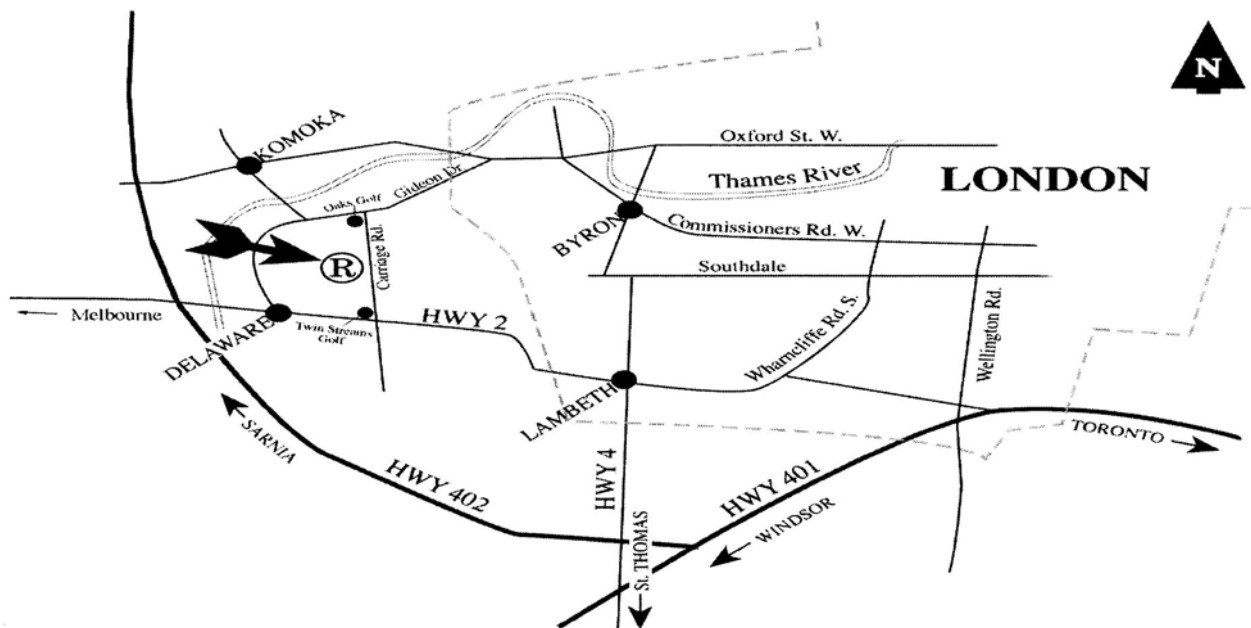 N
KOMOKA
Oxford St. W.
Gideon Dr
Thames River
LONDON
Oaks Golf
BYRON
Commissioners Rd. W.
Carriage Rd.
R
Southdale
Melbourne
DELAWARE
Twin Streams
Golf
HWY 2
Wharncliffe Rd. S.
Wellington Rd.
LAMBETH
SARNIA
TORONTO
HWY 402
HWY 4
HWY 401
WINDSOR
St. THOMAS